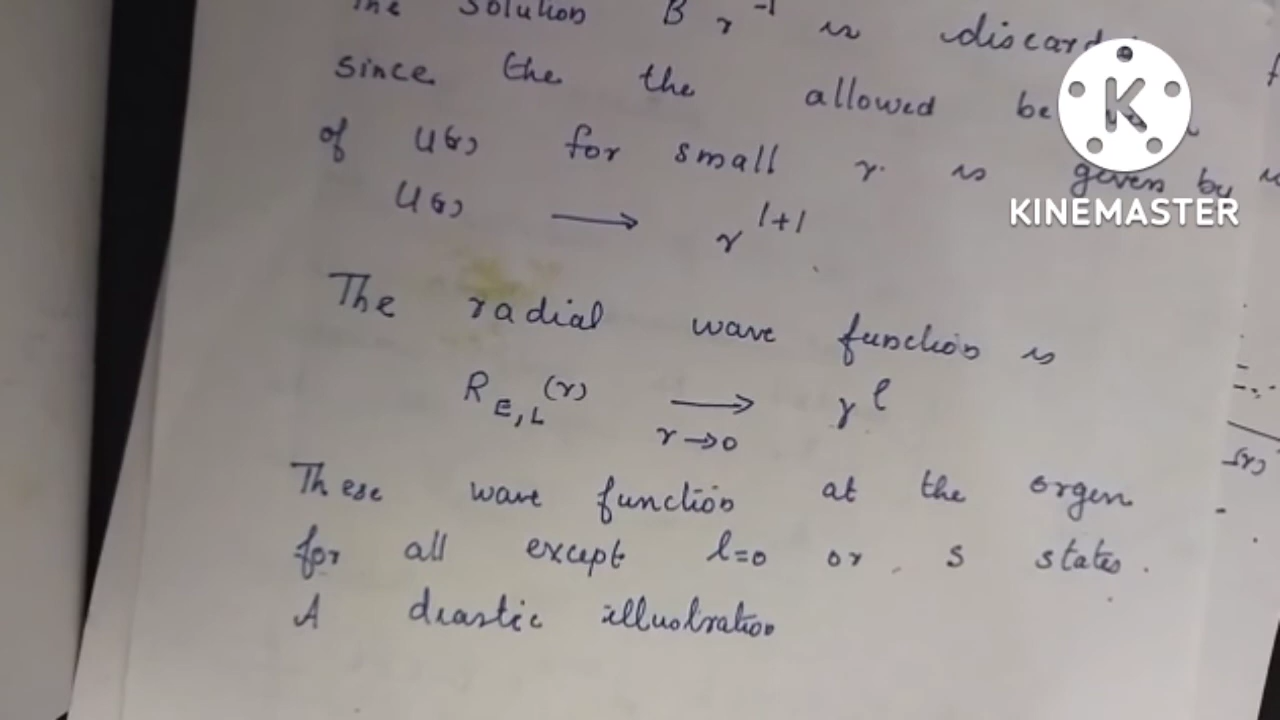 The solution B r^-1 is discard
since the the allowed be
of U(r) for small r. is given by
U(r) → r^l+1
The radial wave function is
R E,L (r) → r→0 r^l
These wave function at the orgen
for all except l=0 or s states.
A drastic illustration
KINEMASTER